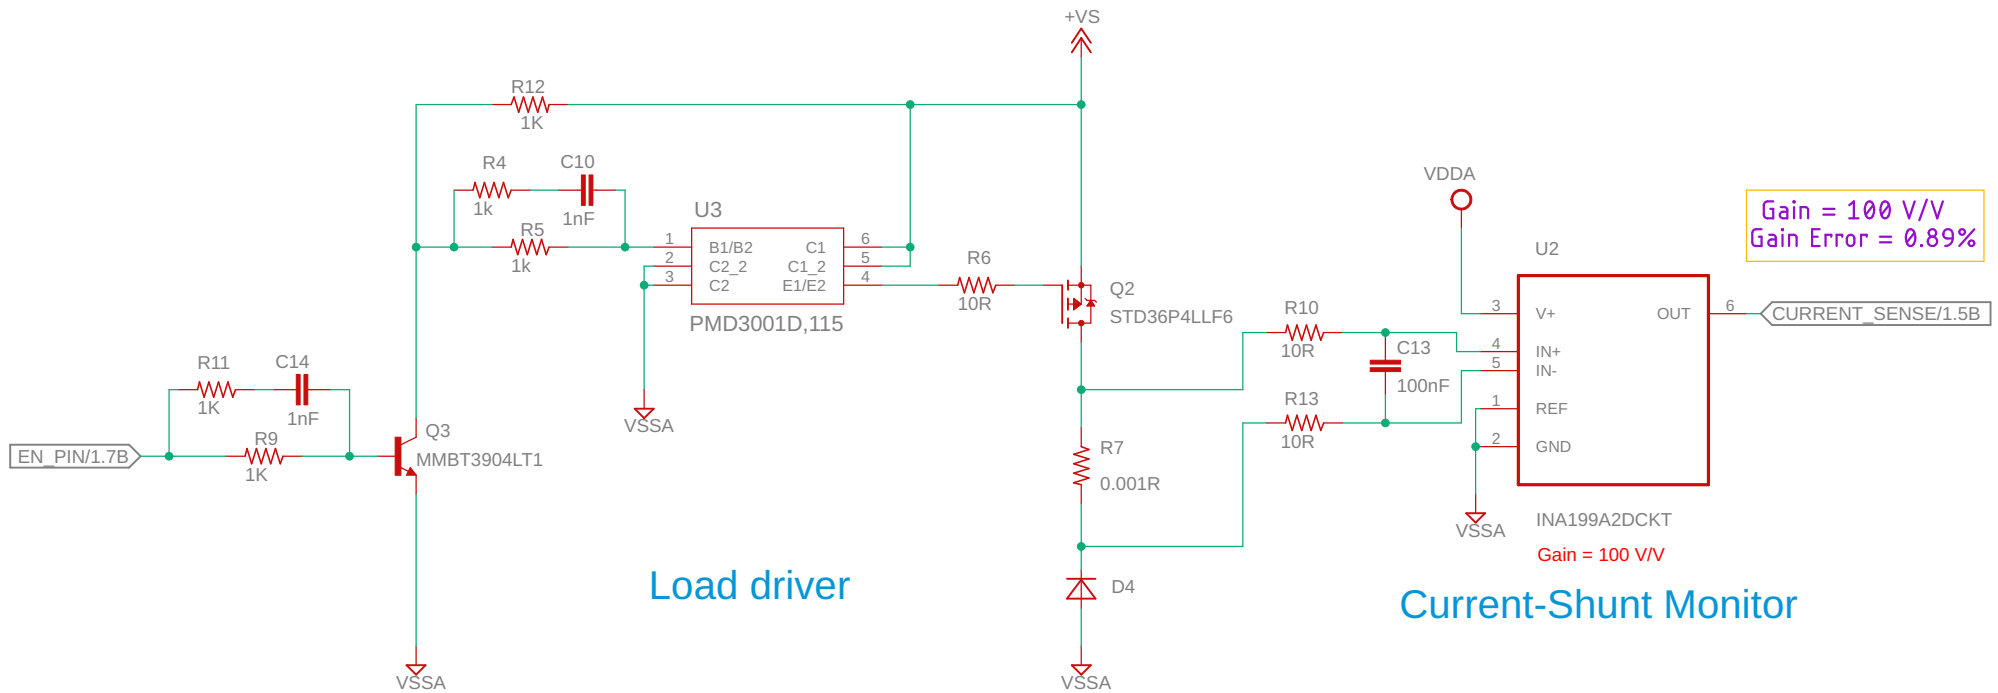 +VS
R12
1K
R4
C10
1k
1nF
R5
1k
U3
1
B1/B2
C1
6
2
C2_2
C1_2
5
3
C2
E1/E2
4
PMD3001D,115
R6
10R
Q2
STD36P4LLF6
VSSA
R11
C14
1K
1nF
R9
1K
EN_PIN/1.7B
Q3
MMBT3904LT1
VSSA
Load driver
R7
0.001R
D4
VSSA
R10
10R
C13
100nF
R13
10R
VDDA
U2
3
V+
OUT
6
4
IN+
5
IN-
1
REF
2
GND
VSSA
INA199A2DCKT
Gain = 100 V/V
Current-Shunt Monitor
Gain = 100 V/V
Gain Error = 0.89%
CURRENT_SENSE/1.5B